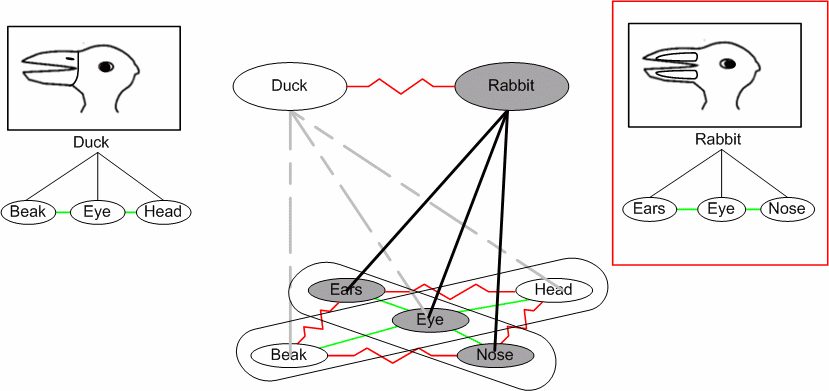 Duck
Beak
Eye
Head
Duck
Rabbit
Ears
Head
Eye
Beak
Nose
Rabbit
Ears
Eye
Nose